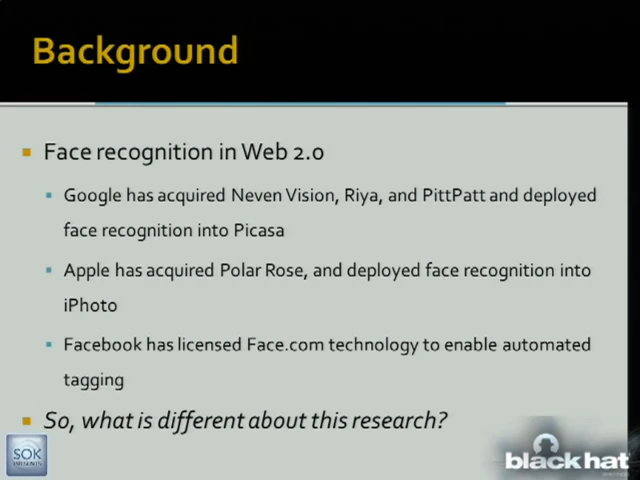 Background
Face recognition in Web 2.0
Google has acquired Neven Vision, Riya, and PittPatt and deployed
face recognition into Picasa
Apple has acquired Polar Rose, and deployed face recognition into
iPhoto
Facebook has licensed Face.com technology to enable automated
tagging
So, what is different about this research?
SOK
PRESENTS
black hat